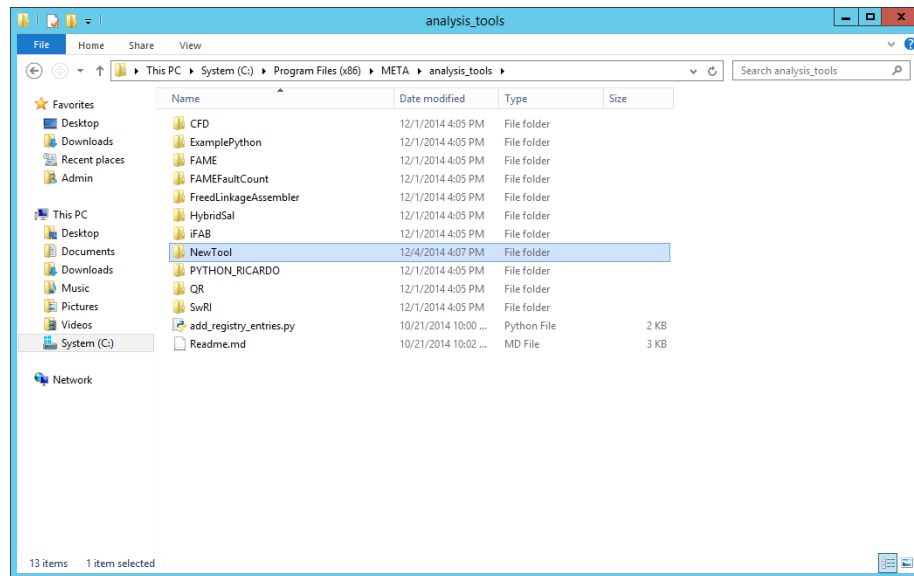 analysis_tools
File Home Share View
This PC System (C:) Program Files (x86) META analysis_tools Search analysis_tools
Name Date modified Type Size
Favorites
Desktop
Downloads
Recent places
Admin
This PC
Desktop
Documents
Downloads
Music
Pictures
Videos
System (C:)
Network
CFD 12/1/2014 4:05 PM File folder
ExamplePython 12/1/2014 4:05 PM File folder
FAME 12/1/2014 4:05 PM File folder
FAMEFaultCount 12/1/2014 4:05 PM File folder
FreedLinkageAssembler 12/1/2014 4:05 PM File folder
HybridSal 12/1/2014 4:05 PM File folder
iFAB 12/1/2014 4:05 PM File folder
NewTool 12/4/2014 4:07 PM File folder
PYTHON_RICARDO 12/1/2014 4:05 PM File folder
QR 12/1/2014 4:05 PM File folder
SwRI 12/1/2014 4:05 PM File folder
add_registry_entries.py 10/21/2014 10:00 ... Python File 2 KB
Readme.md 10/21/2014 10:02 ... MD File 3 KB
13 items 1 item selected